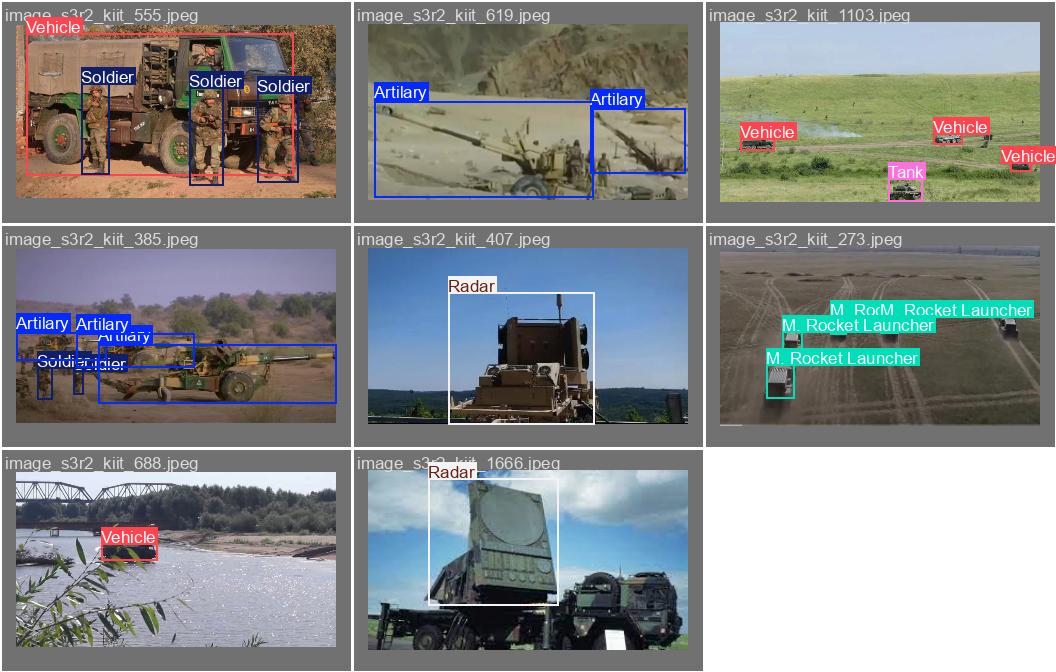 image_s3r2_kiit_555.jpeg
Vehicle
Soldier
Soldier
Soldier
image_s3r2_kiit_619.jpeg
Artilary
Artilary
image_s3r2_kiit_1103.jpeg
Vehicle
Vehicle
Vehicle
Tank
image_s3r2_kiit_385.jpeg
Artilary
Artilary
Artilary
Soldier
Soldier
image_s3r2_kiit_407.jpeg
Radar
image_s3r2_kiit_273.jpeg
M. Roc
M. Rocket Launcher
M. Rocket Launcher
M. Rocket Launcher
image_s3r2_kiit_688.jpeg
Vehicle
image_s3r2_kiit_1666.jpeg
Radar